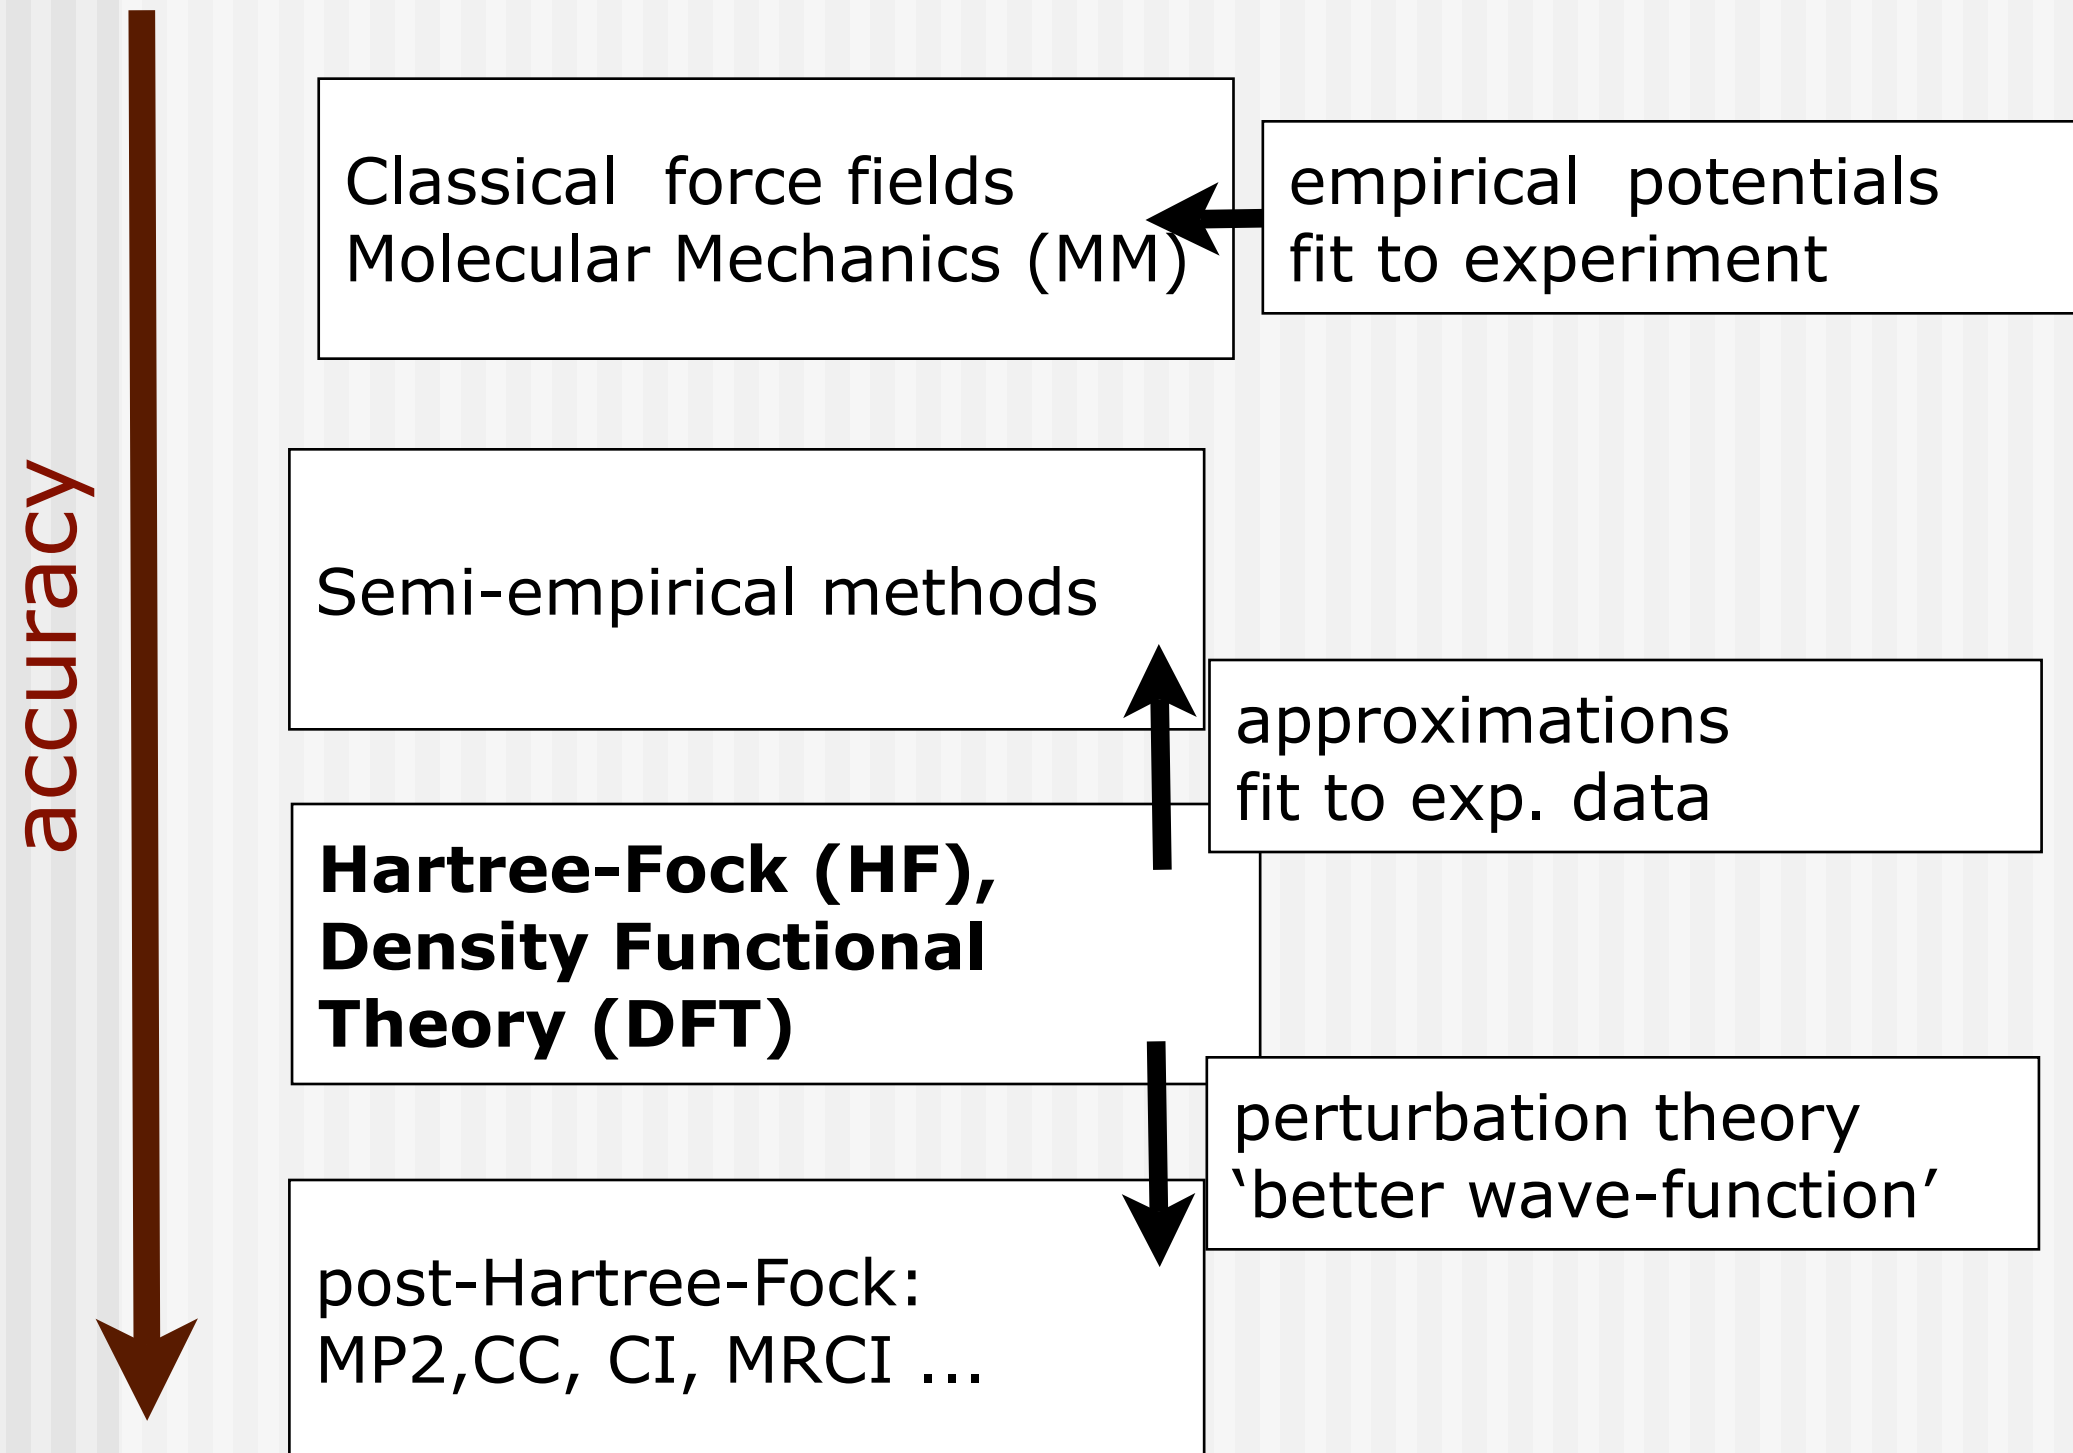 accuracy
Classical force fields
Molecular Mechanics (MM)
empirical potentials
fit to experiment
Semi-empirical methods
approximations
fit to exp. data
Hartree-Fock (HF),
Density Functional
Theory (DFT)
perturbation theory
‘better wave-function’
post-Hartree-Fock:
MP2,CC, CI, MRCI ...